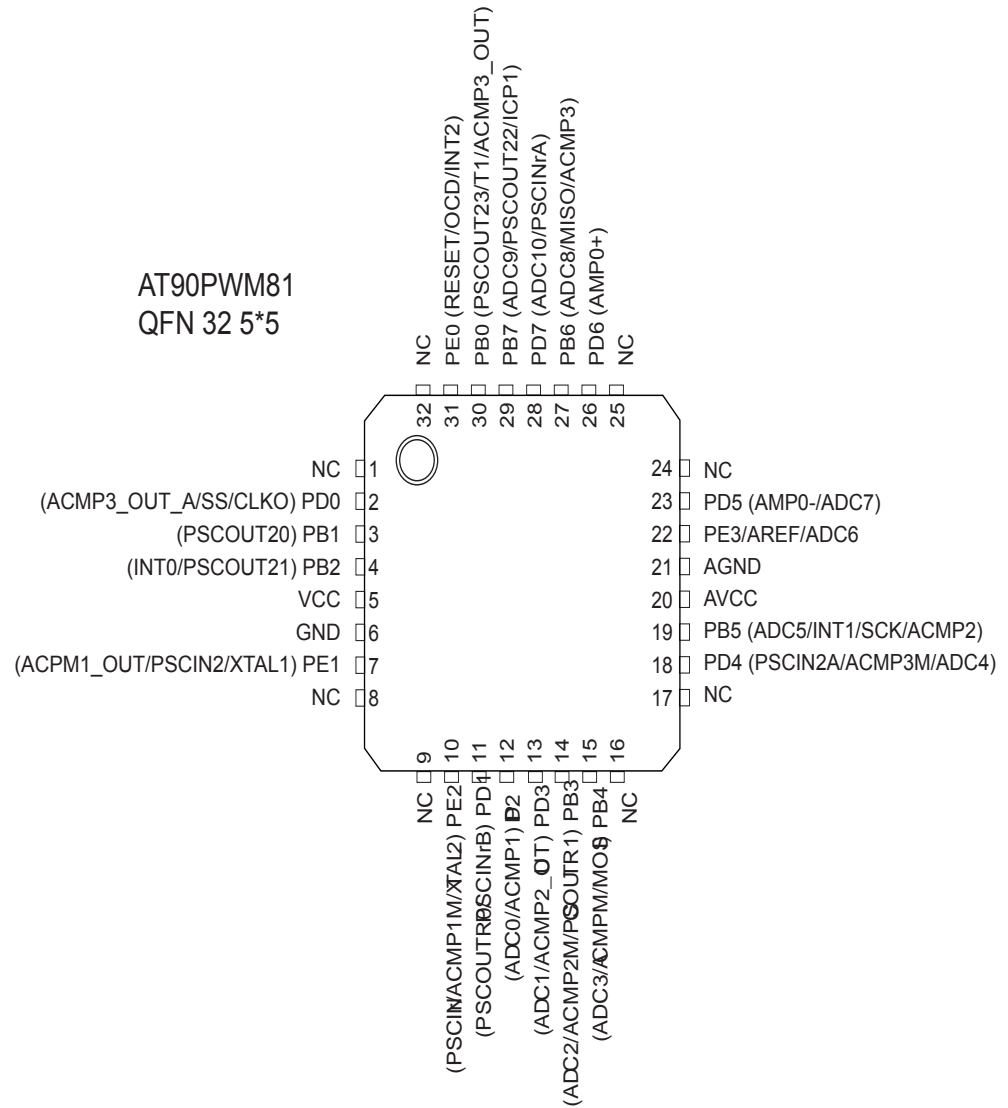 AT90PWM81
QFN 32 5*5
NC
PE0 (RESET/OCD/INT2)
PB0 (PSCOUT23/T1/ACMP3_OUT)
PB7 (ADC9/PSCOUT22/ICP1)
PD7 (ADC10/PSCINrA)
PB6 (ADC8/MISO/ACMP3)
PD6 (AMP0+)
NC
32
31
30
29
28
27
26
25
NC 1
(ACMP3_OUT_A/SS/CLKO) PD0 2
(PSCOUT20) PB1 3
(INT0/PSCOUT21) PB2 4
VCC 5
GND 6
(ACPM1_OUT/PSCIN2/XTAL1) PE1 7
NC 8
24 NC
23 PD5 (AMP0-/ADC7)
22 PE3/AREF/ADC6
21 AGND
20 AVCC
19 PB5 (ADC5/INT1/SCK/ACMP2)
18 PD4 (PSCIN2A/ACMP3M/ADC4)
17 NC
9
10
11
12
13
14
15
16
NC
PE2
PD1
(ADC0/ACMP1)
(ADC1/ACMP2_OUT) PD3
PB3
PB4
NC